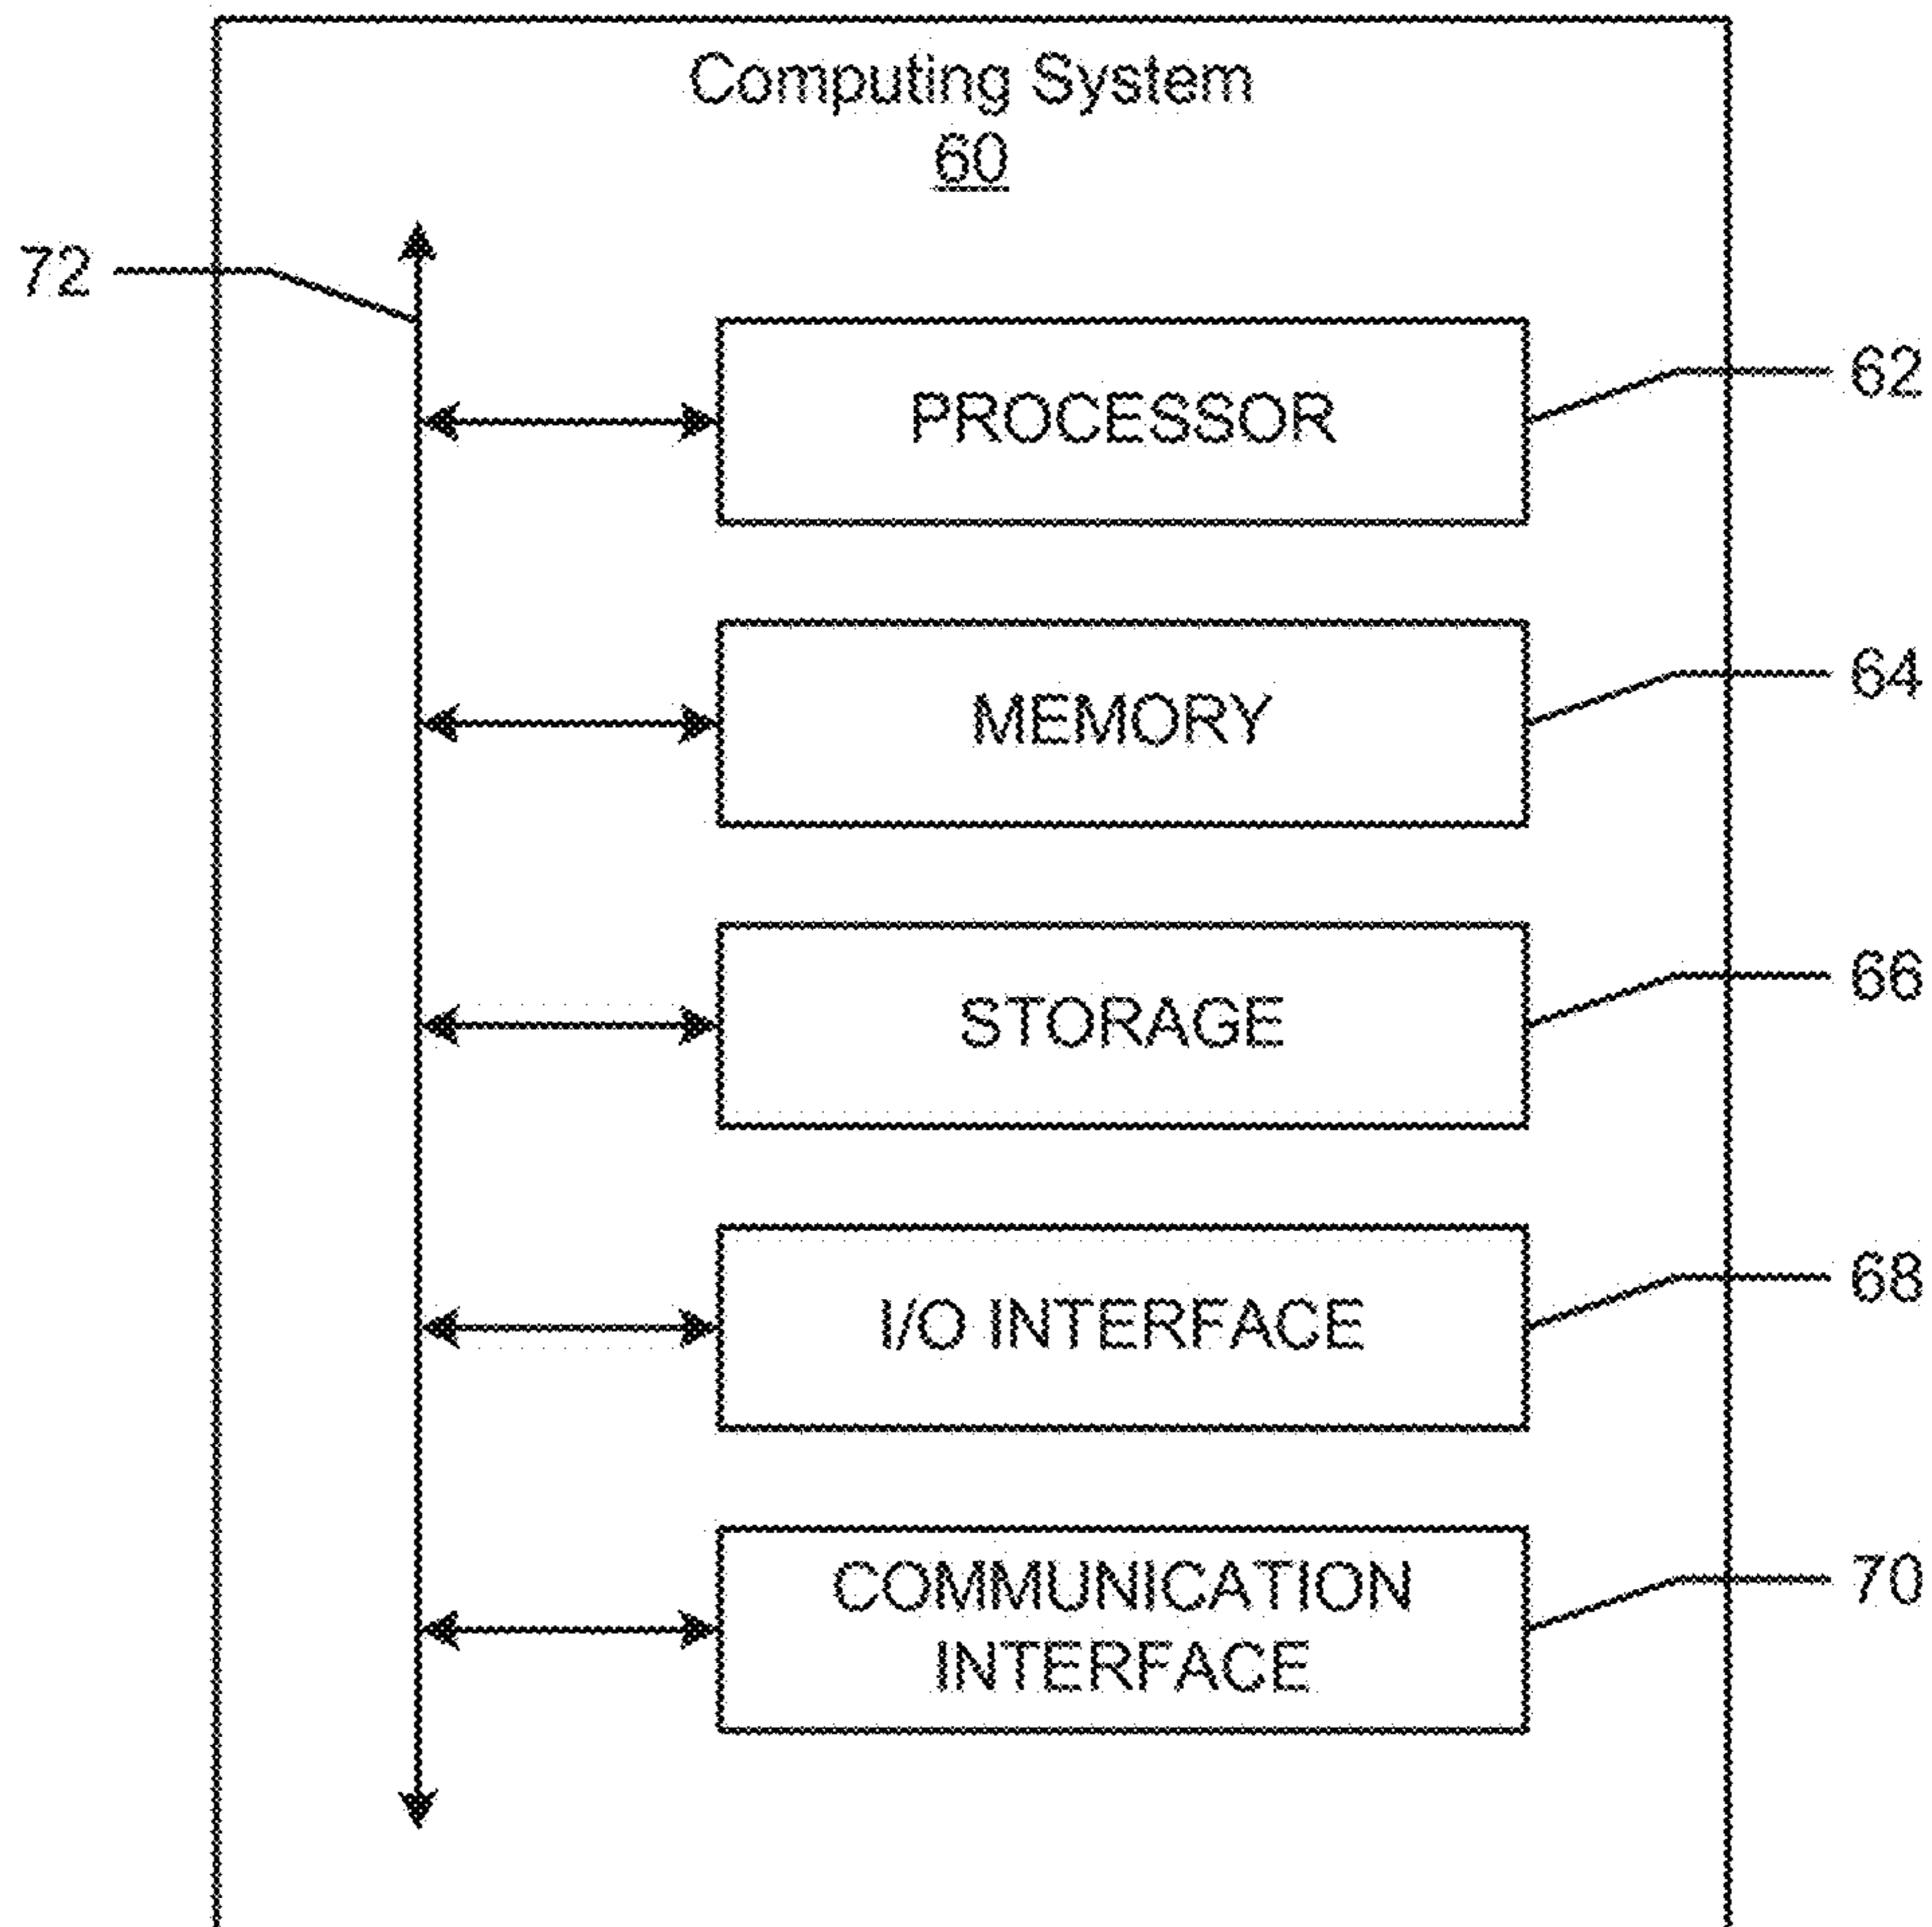 Computing System
60
72
PROCESSOR
62
MEMORY
64
STORAGE
66
I/O INTERFACE
68
COMMUNICATION
INTERFACE
70